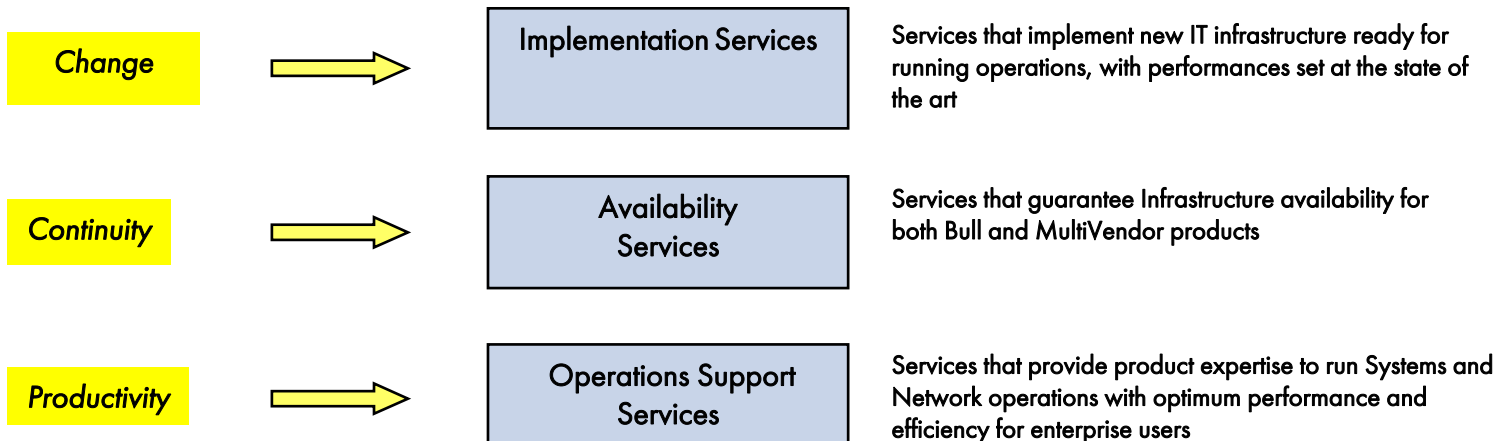 Change
Implementation Services
Services that implement new IT infrastructure ready for
running operations, with performances set at the state of
the art
Continuity
Availability
Services
Services that guarantee Infrastructure availability for
both Bull and MultiVendor products
Productivity
Operations Support
Services
Services that provide product expertise to run Systems and
Network operations with optimum performance and
efficiency for enterprise users